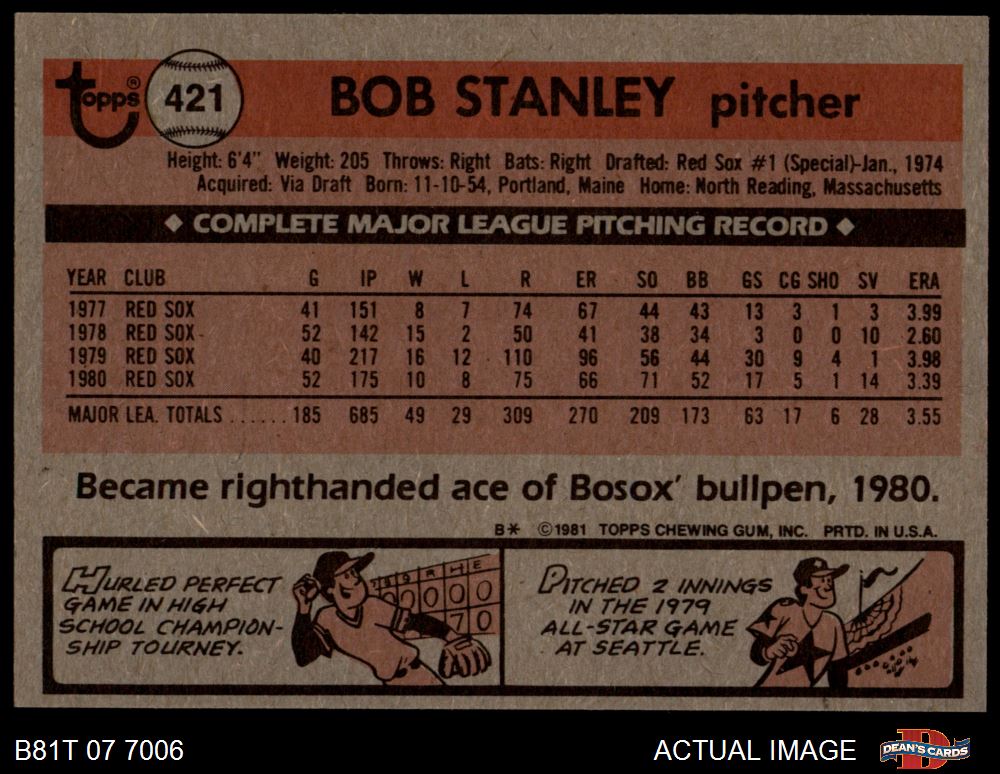 Topps® 421 BOB STANLEY pitcher
Height: 6'4" Weight: 205 Throws: Right Bats: Right Drafted: Red Sox #1 (Special)-Jan., 1974
Acquired: Via Draft Born: 11-10-54, Portland, Maine Home: North Reading, Massachusetts
◆ COMPLETE MAJOR LEAGUE PITCHING RECORD ◆
YEAR CLUB G IP W L R ER SO BB GS CG SHO SV ERA
1977 RED SOX 41 151 8 7 74 67 44 43 13 3 1 3 3.99
1978 RED SOX 52 142 15 2 50 41 38 34 3 0 0 10 2.60
1979 RED SOX 40 217 16 12 110 96 56 44 30 9 4 1 3.98
1980 RED SOX 52 175 10 8 75 66 71 52 17 5 1 14 3.39
MAJOR LEA. TOTALS ...... 185 685 49 29 309 270 209 173 63 17 6 28 3.55
Became righthanded ace of Bosox' bullpen, 1980.
B* ©1981 TOPPS CHEWING GUM, INC. PRTD. IN U.S.A.
HURLED PERFECT
GAME IN HIGH
SCHOOL CHAMPION-
SHIP TOURNEY.
R H E
0 0 0 0
7 0
PITCHED 2 INNINGS
IN THE 1979
ALL-STAR GAME
AT SEATTLE.
B81T 07 7006
ACTUAL IMAGE
DEAN'S CARDS